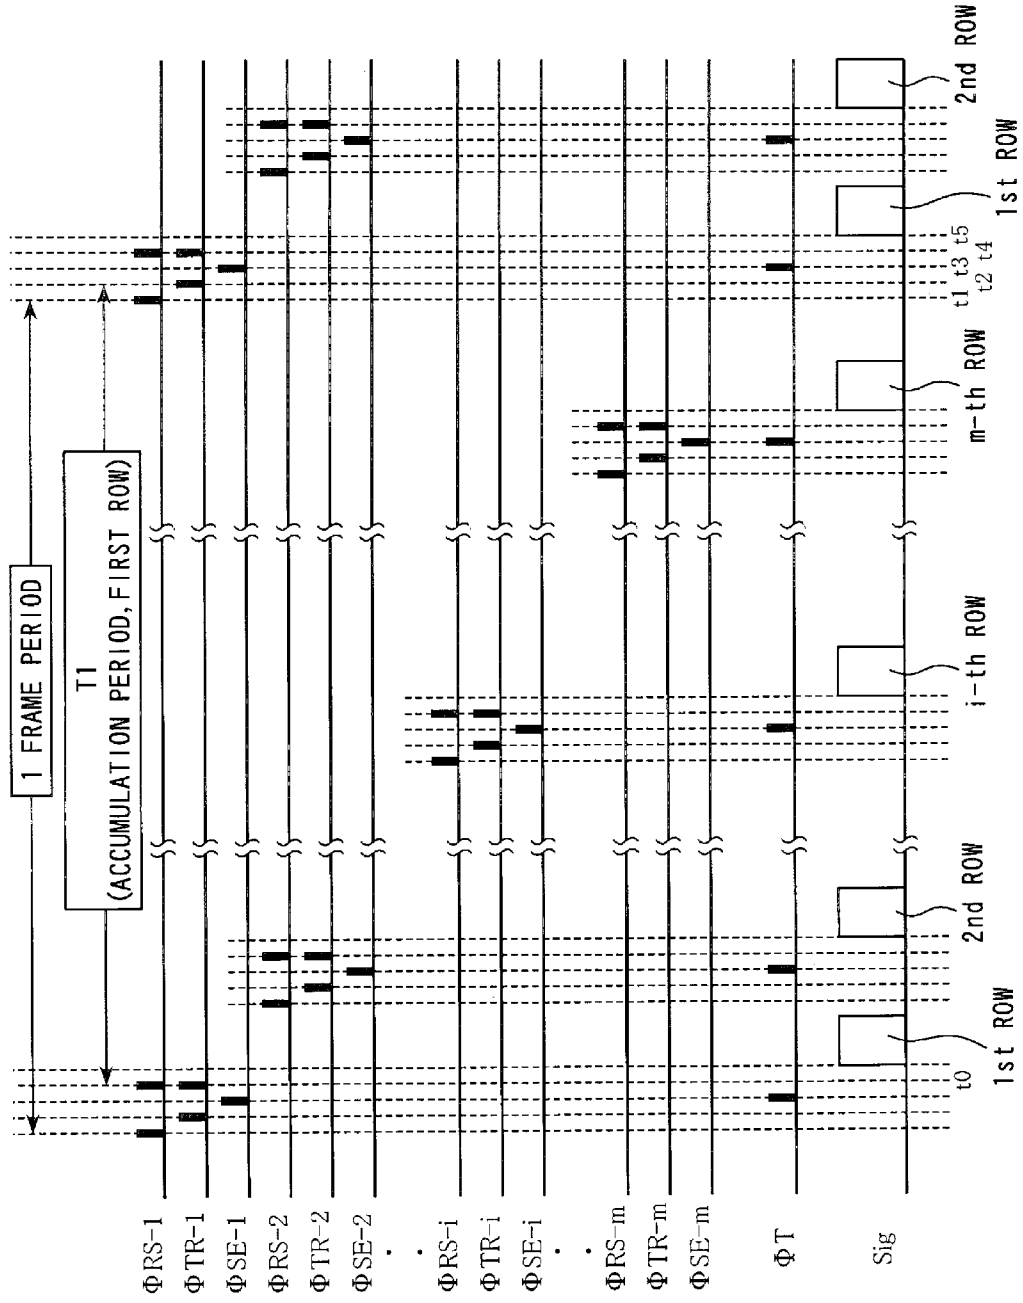 1 FRAME PERIOD
T1
(ACCUMULATION PERIOD, FIRST ROW)
ΦRS-1
ΦTR-1
ΦSE-1
ΦRS-2
ΦTR-2
ΦSE-2
ΦRS-i
ΦTR-i
ΦSE-i
ΦRS-m
ΦTR-m
ΦSE-m
ΦT
Sig
t0
t1
t2
t3
t4
t5
1st ROW
2nd ROW
i-th ROW
m-th ROW
1st ROW
2nd ROW